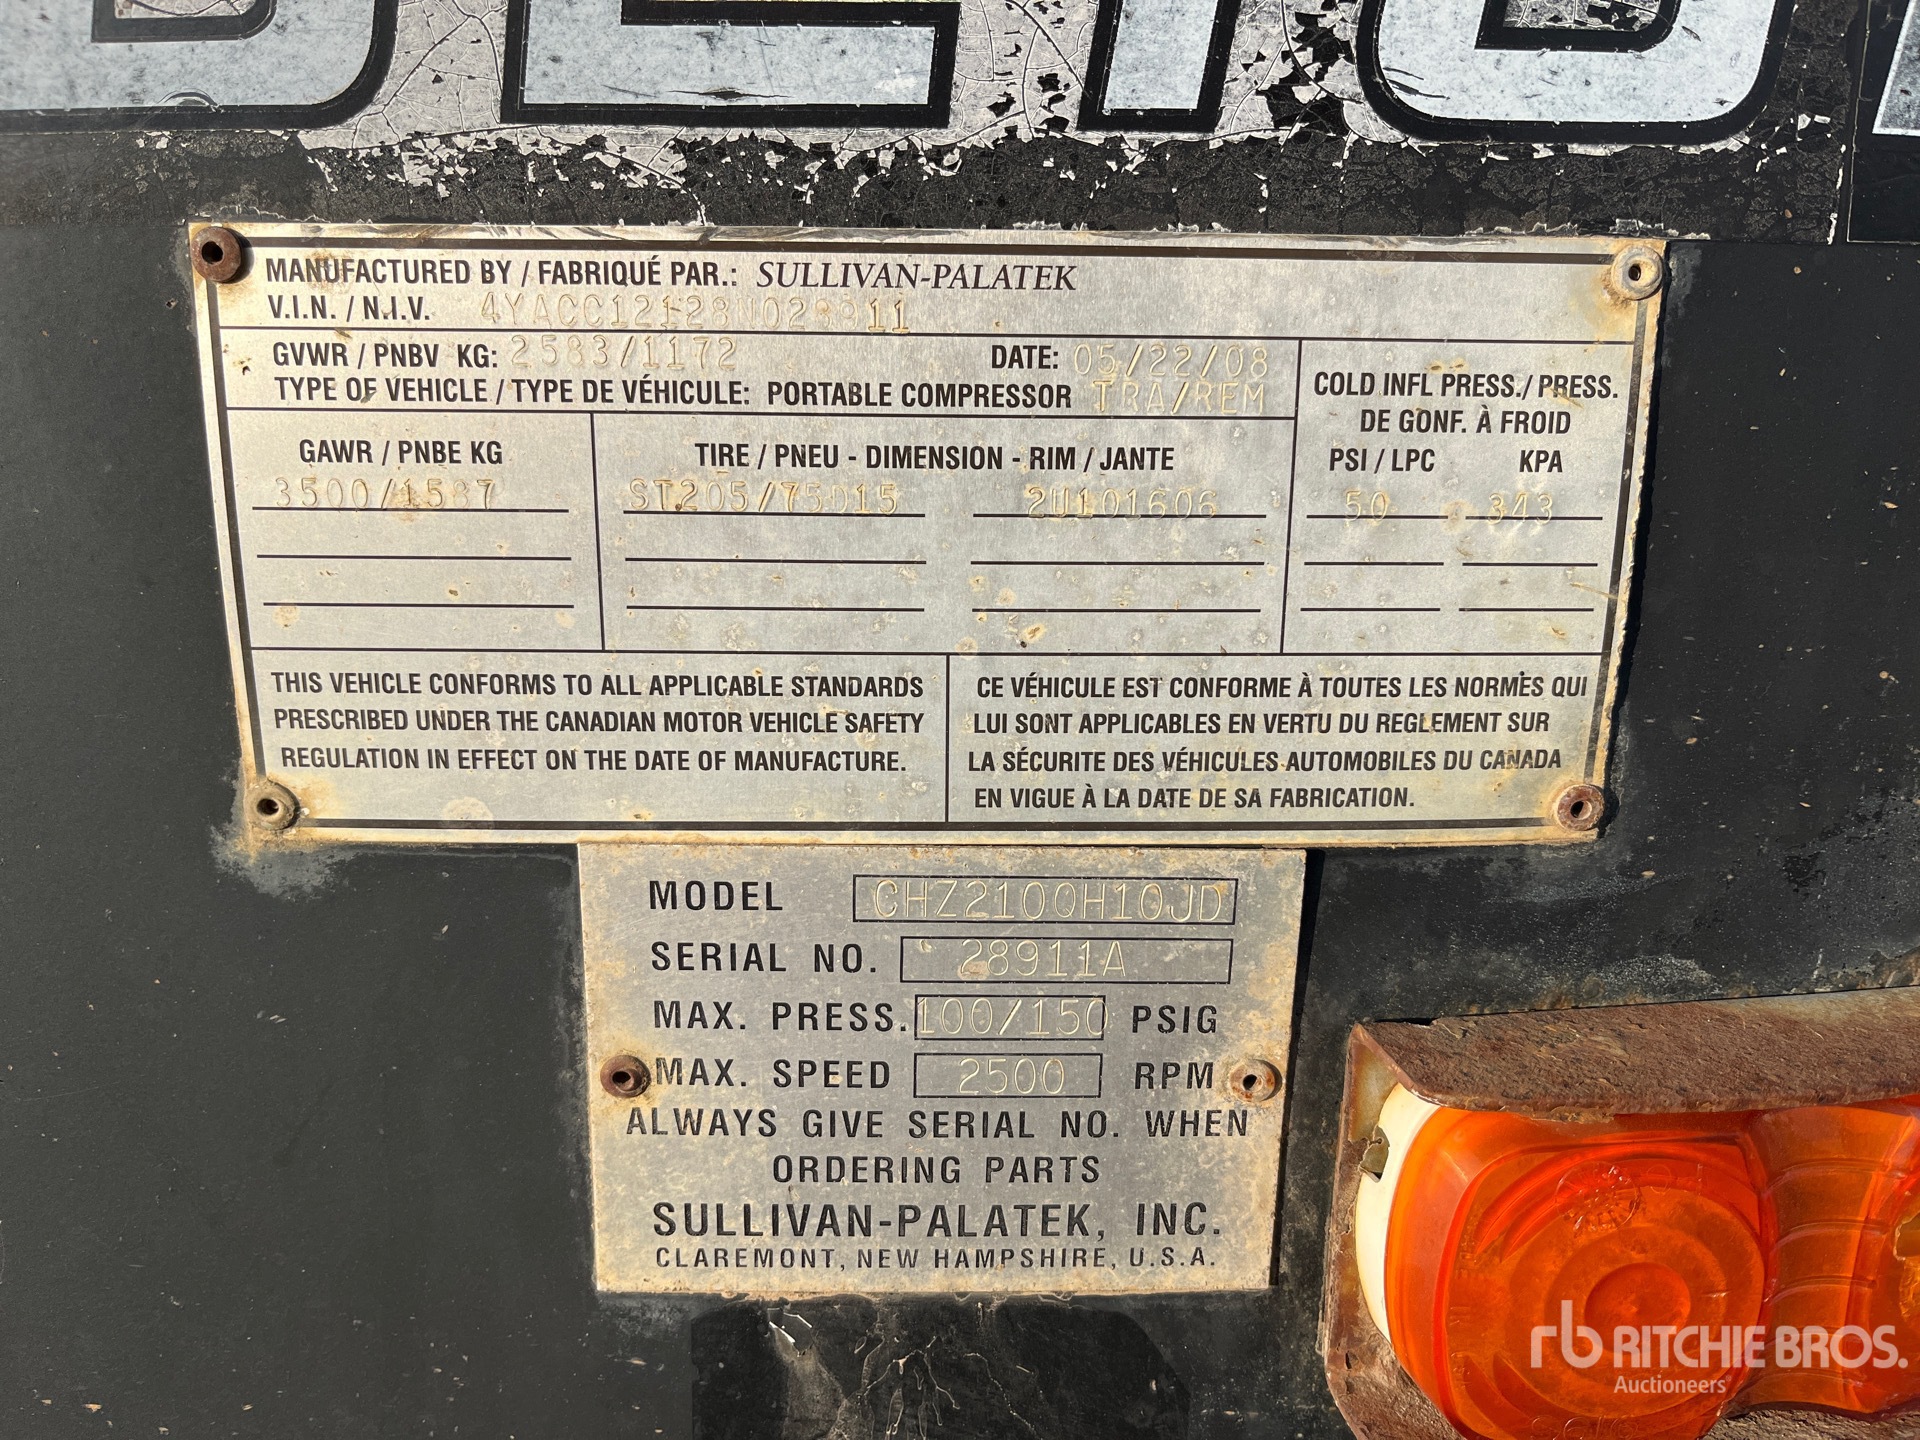 MANUFACTURED BY / FABRIQUÉ PAR.: SULLIVAN-PALATEK
V.I.N. / N.I.V. 4YACC12128N028911
GVWR / PNBV KG: 2583/1172 DATE: 05/22/08
TYPE OF VEHICLE / TYPE DE VÉHICULE: PORTABLE COMPRESSOR TRA/REM
COLD INFL PRESS./ PRESS.
DE GONF. À FROID
PSI / LPC KPA
50 343
GAWR / PNBE KG
3500/1587
TIRE / PNEU - DIMENSION - RIM / JANTE
ST205/75D15 2U101606
THIS VEHICLE CONFORMS TO ALL APPLICABLE STANDARDS
PRESCRIBED UNDER THE CANADIAN MOTOR VEHICLE SAFETY
REGULATION IN EFFECT ON THE DATE OF MANUFACTURE.
CE VÉHICULE EST CONFORME À TOUTES LES NORMES QUI
LUI SONT APPLICABLES EN VERTU DU REGLEMENT SUR
LA SÉCURITE DES VÉHICULES AUTOMOBILES DU CANADA
EN VIGUE À LA DATE DE SA FABRICATION.
MODEL CHZ210QH10JD
SERIAL NO. 28911A
MAX. PRESS. 100/150 PSIG
MAX. SPEED 2500 RPM
ALWAYS GIVE SERIAL NO. WHEN
ORDERING PARTS
SULLIVAN-PALATEK, INC.
CLAREMONT, NEW HAMPSHIRE, U.S.A.
rb RITCHIE BROS.
Auctioneers